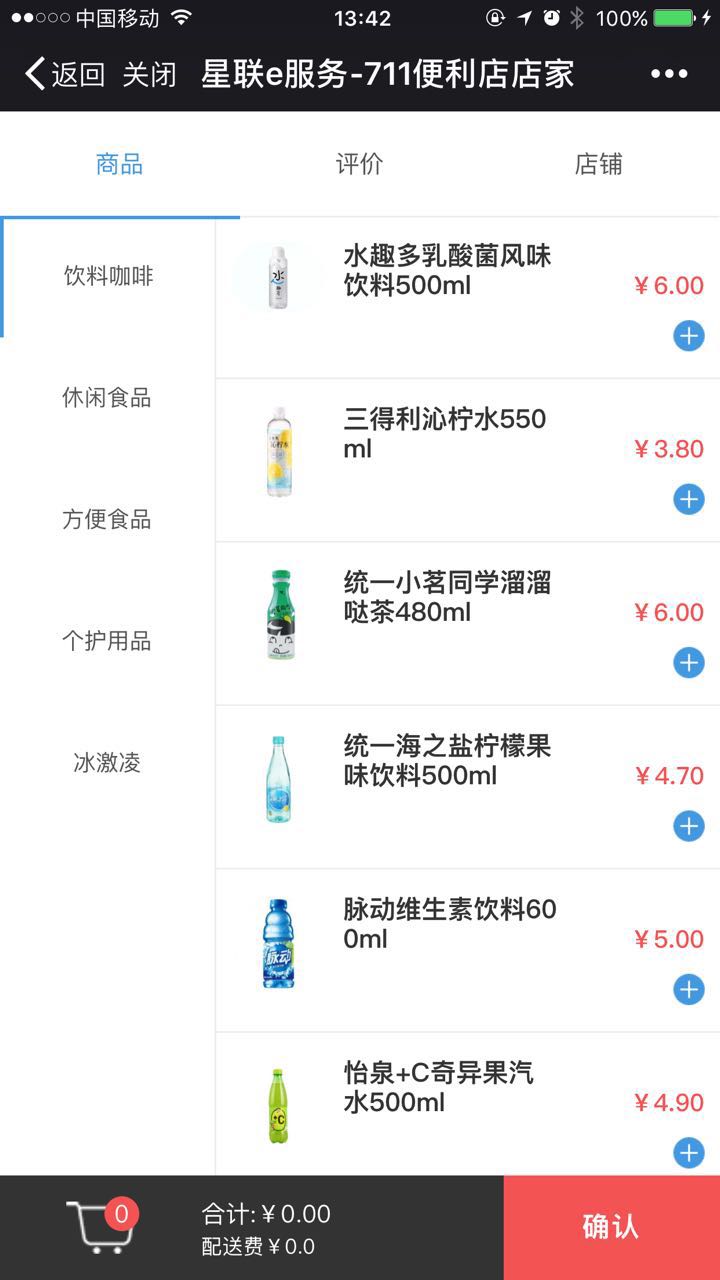 中国移动 13:42 100%
返回 关闭 星联e服务-711便利店店家
商品 评价 店铺
饮料咖啡
休闲食品
方便食品
个护用品
冰激凌
水趣多乳酸菌风味
饮料500ml
¥6.00
三得利沁柠水550
ml
¥3.80
统一小茗同学溜溜
哒茶480ml
¥6.00
统一海之盐柠檬果
味饮料500ml
¥4.70
脉动
脉动维生素饮料60
0ml
¥5.00
+C
怡泉+C奇异果汽
水500ml
¥4.90
0
合计:¥0.00
配送费¥0.0
确认